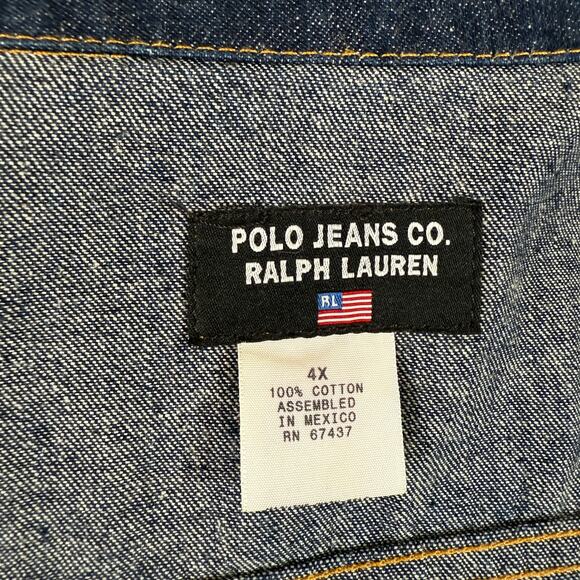 POLO JEANS CO.
RALPH LAUREN
RL
4X
100% COTTON
ASSEMBLED
IN MEXICO
RN 67437